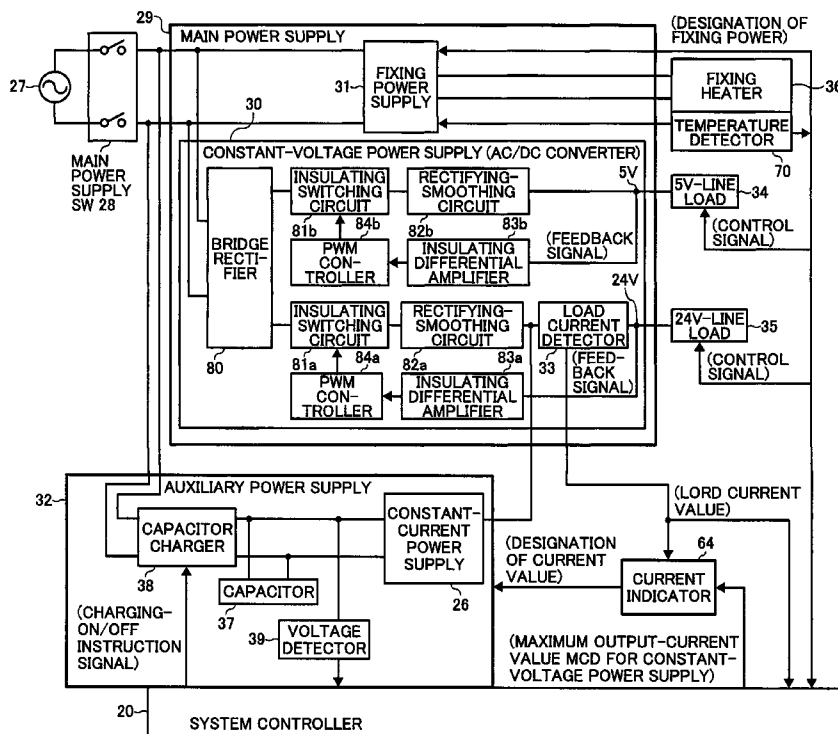 29
MAIN POWER SUPPLY
(DESIGNATION OF
FIXING POWER)
27
31
FIXING
POWER
SUPPLY
FIXING
HEATER
36
TEMPERATURE
DETECTOR
70
MAIN
POWER
SUPPLY
SW 28
30
CONSTANT-VOLTAGE POWER SUPPLY (AC/DC CONVERTER)
INSULATING
SWITCHING
CIRCUIT
RECTIFYING-
SMOOTHING
CIRCUIT
5V
5V-LINE
LOAD
34
81b
84b
82b
83b
(FEEDBACK
SIGNAL)
(CONTROL
SIGNAL)
BRIDGE
RECTI-
FIER
PWM
CON-
TROLLER
INSULATING
DIFFERENTIAL
AMPLIFIER
24V
INSULATING
SWITCHING
CIRCUIT
RECTIFYING-
SMOOTHING
CIRCUIT
LOAD
CURRENT
DETECTOR
24V-LINE
LOAD
35
80
81a
84a
82a
83a
33
(FEED-
BACK
SIGNAL)
(CONTROL
SIGNAL)
PWM
CON-
TROLLER
INSULATING
DIFFERENTIAL
AMPLIFIER
32
AUXILIARY POWER SUPPLY
(LORD CURRENT
VALUE)
CAPACITOR
CHARGER
CONSTANT-
CURRENT
POWER
SUPPLY
(DESIGNATION
OF CURRENT
VALUE)
64
CURRENT
INDICATOR
38
CAPACITOR
37
26
(CHARGING-
ON/OFF
INSTRUCTION
SIGNAL)
39
VOLTAGE
DETECTOR
(MAXIMUM OUTPUT-CURRENT
VALUE MCD FOR CONSTANT-
VOLTAGE POWER SUPPLY)
20
SYSTEM CONTROLLER